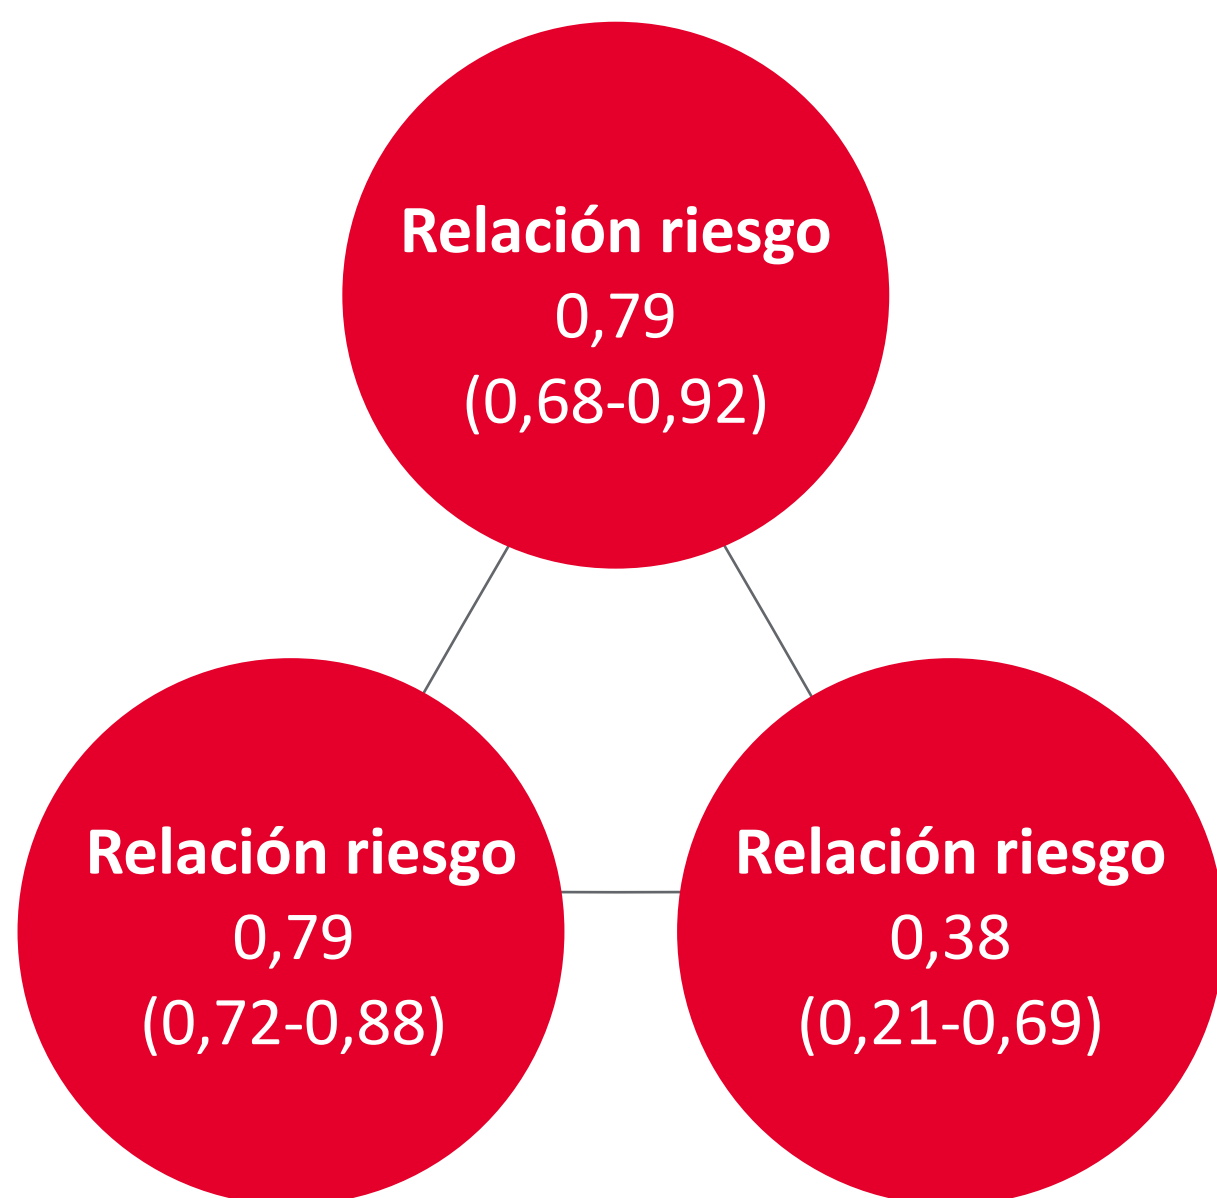 Relación riesgo
0,79
(0,68-0,92)
Relación riesgo
0,79
(0,72-0,88)
Relación riesgo
0,38
(0,21-0,69)